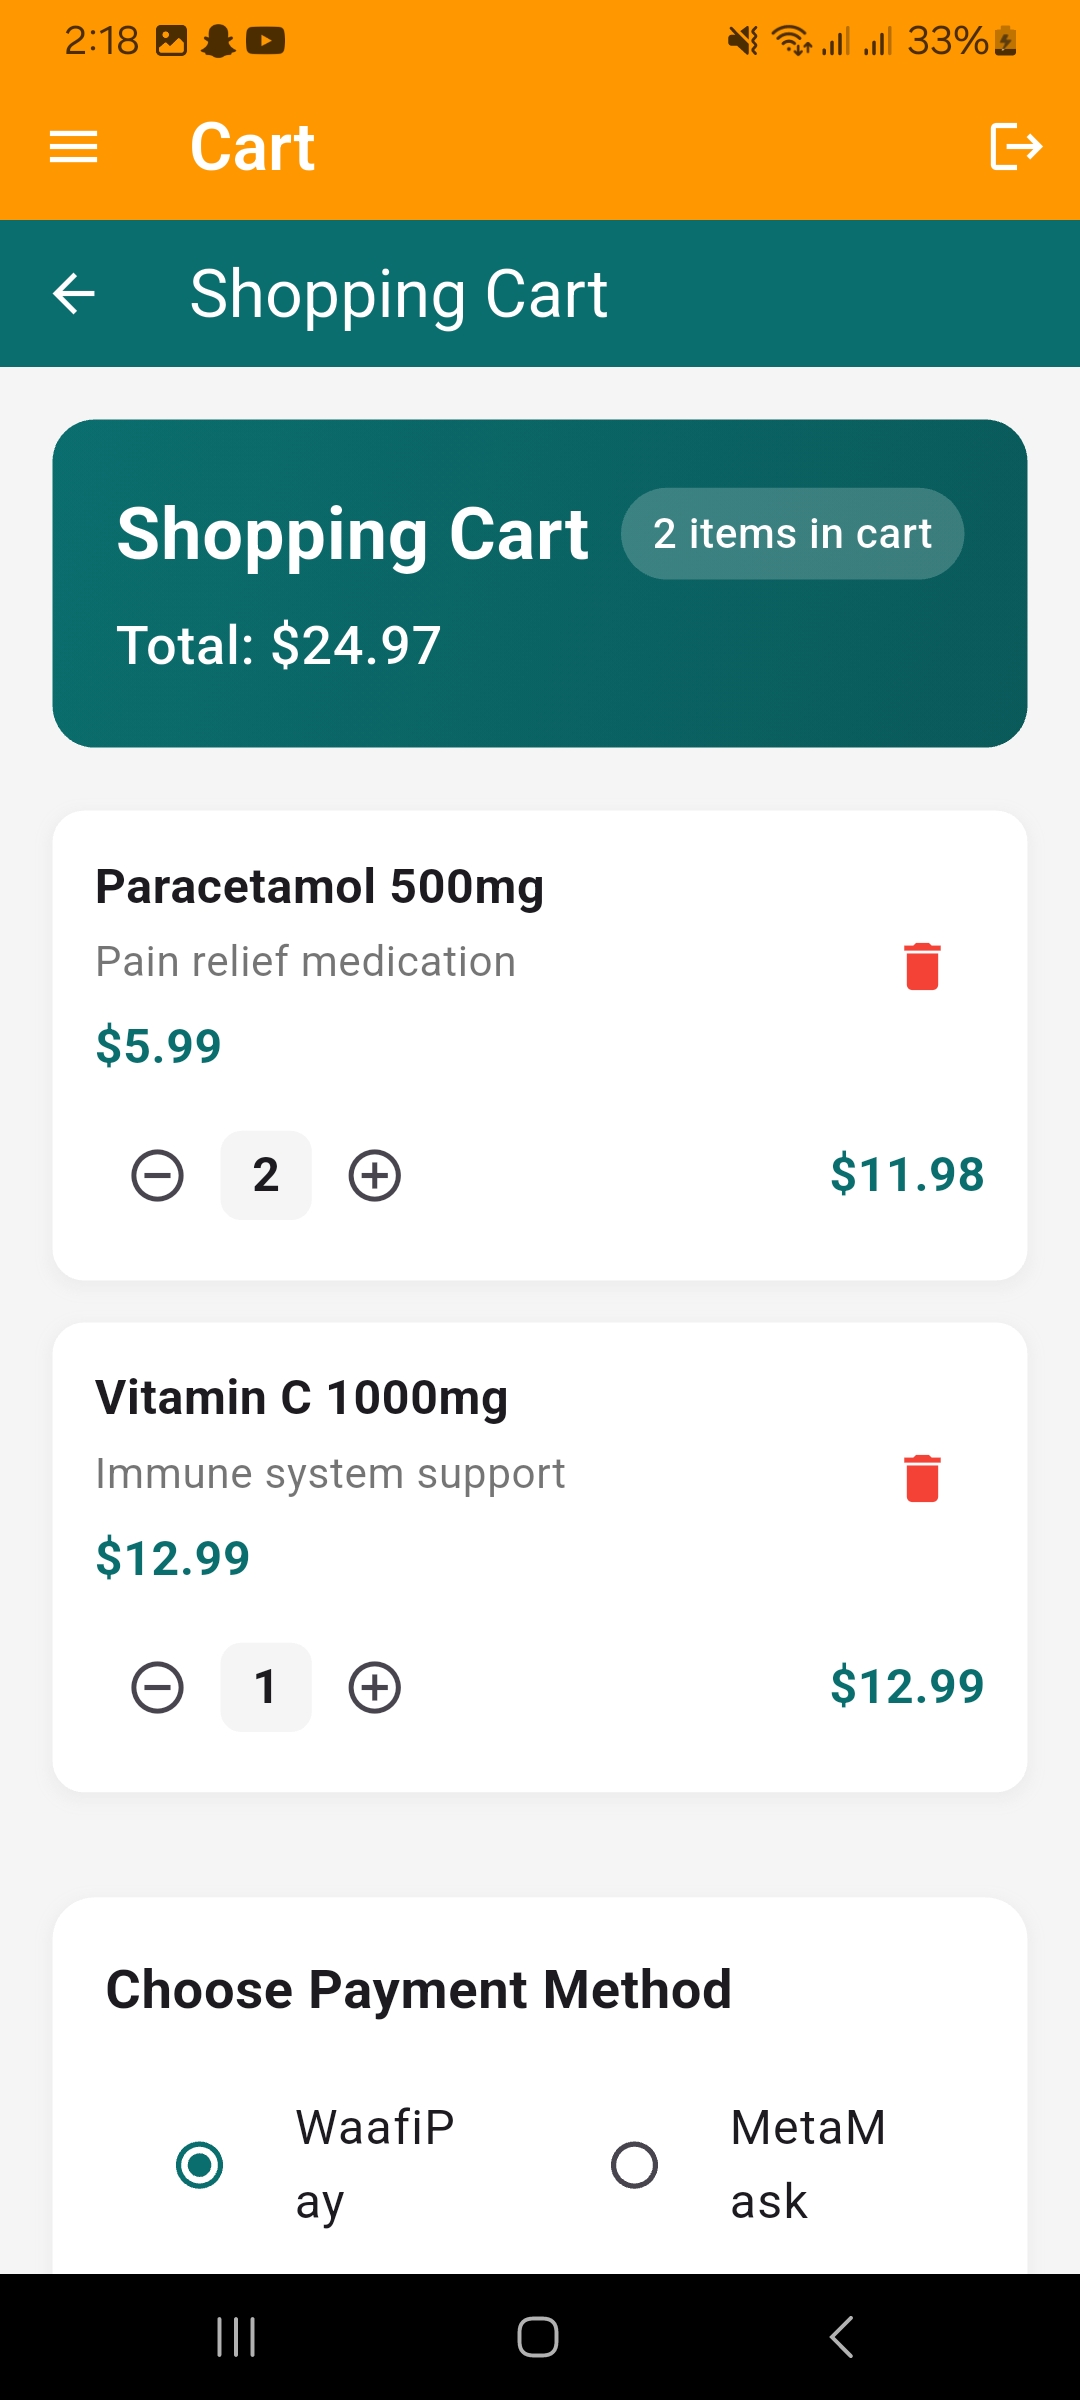 2:18
33%
Cart
Shopping Cart
Shopping Cart
2 items in cart
Total: $24.97
Paracetamol 500mg
Pain relief medication
$5.99
2
$11.98
Vitamin C 1000mg
Immune system support
$12.99
1
$12.99
Choose Payment Method
WaafiP
ay
MetaM
ask